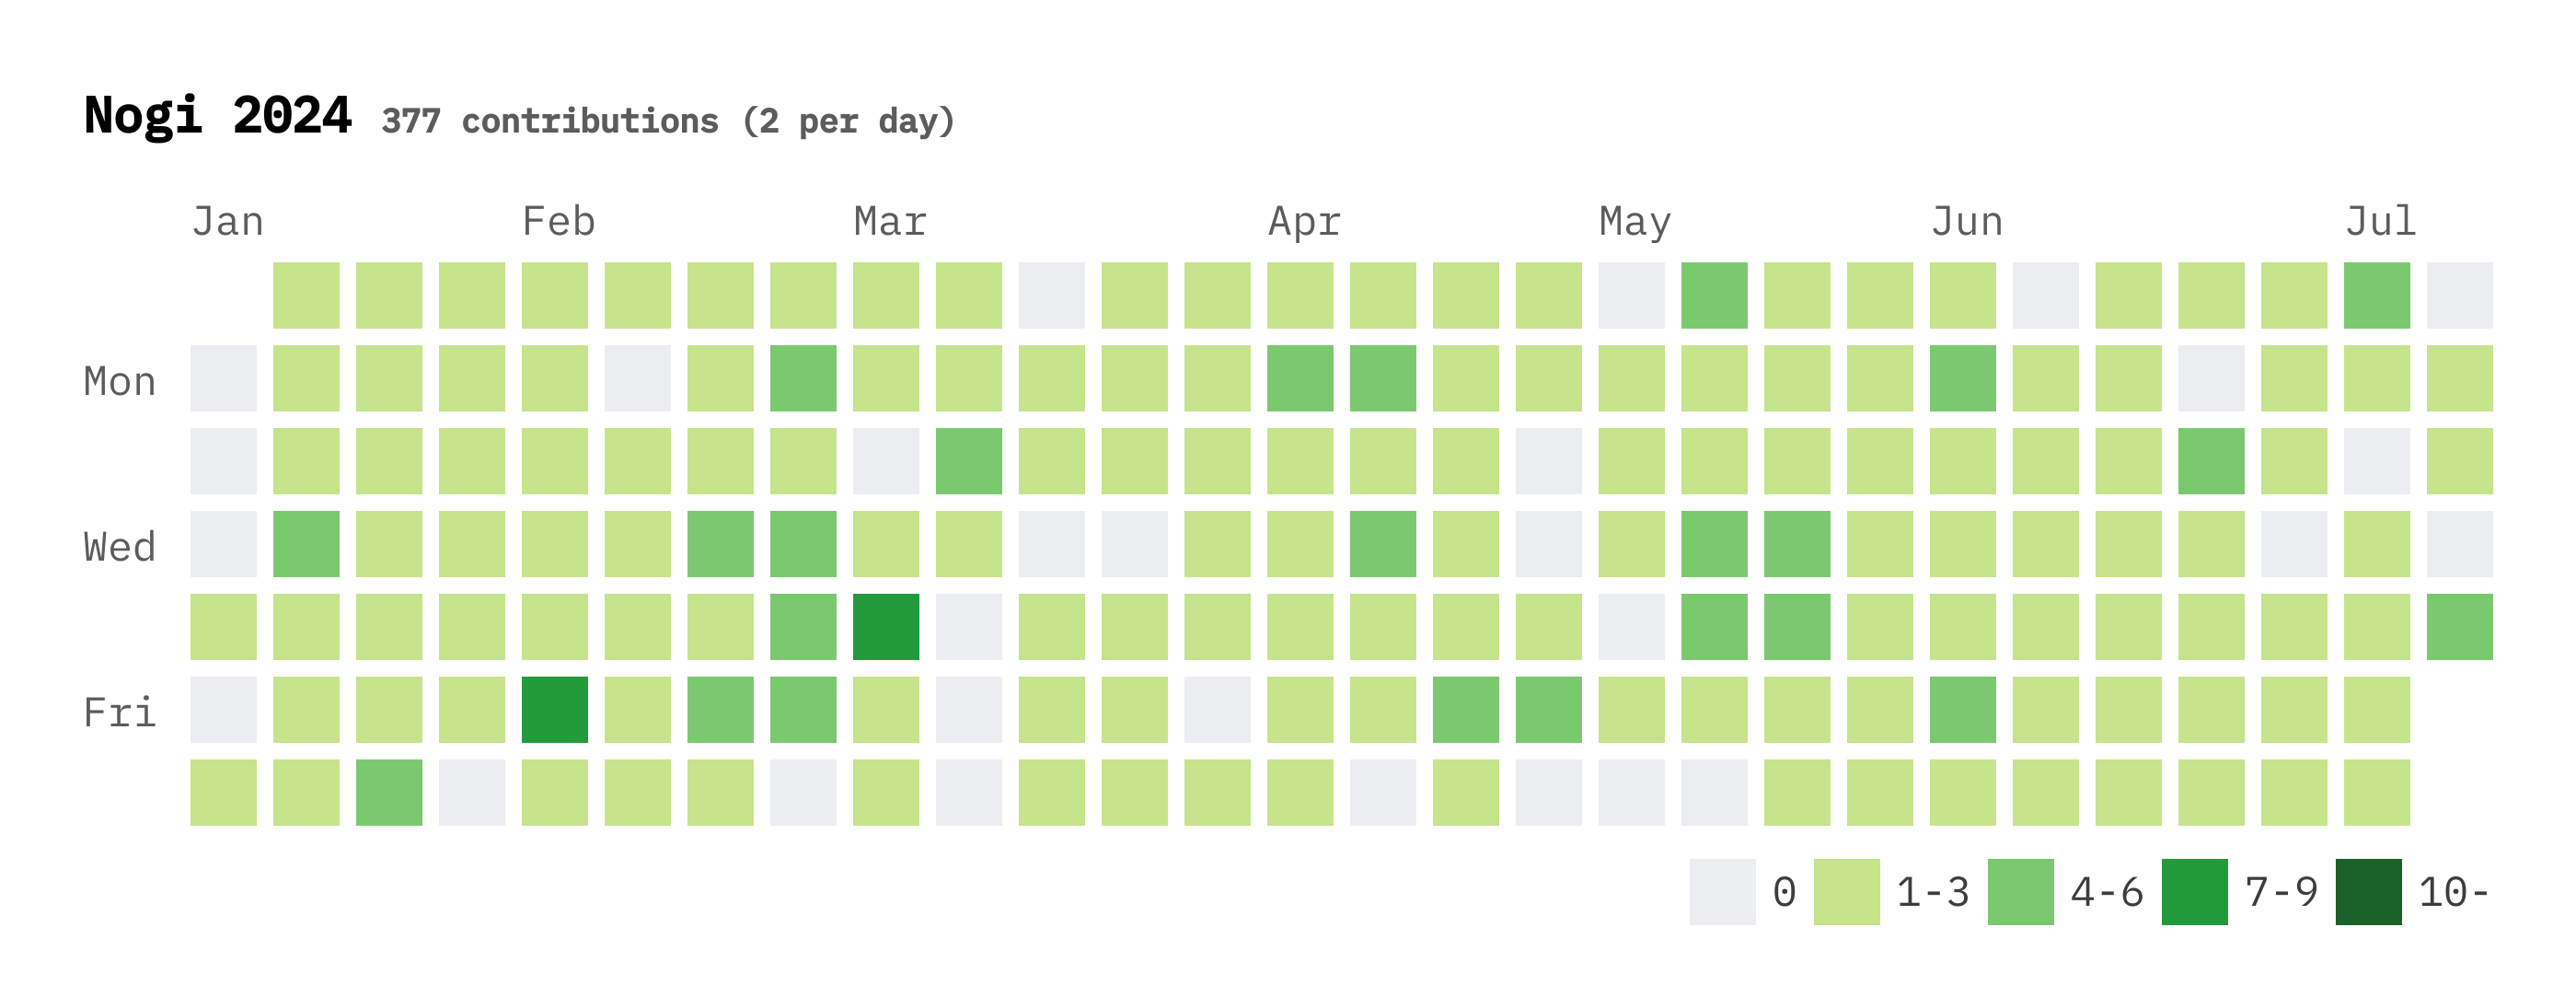 Nogi 2024 377 contributions (2 per day)
Jan Feb Mar Apr May Jun Jul
Mon
Wed
Fri
0 1-3 4-6 7-9 10-